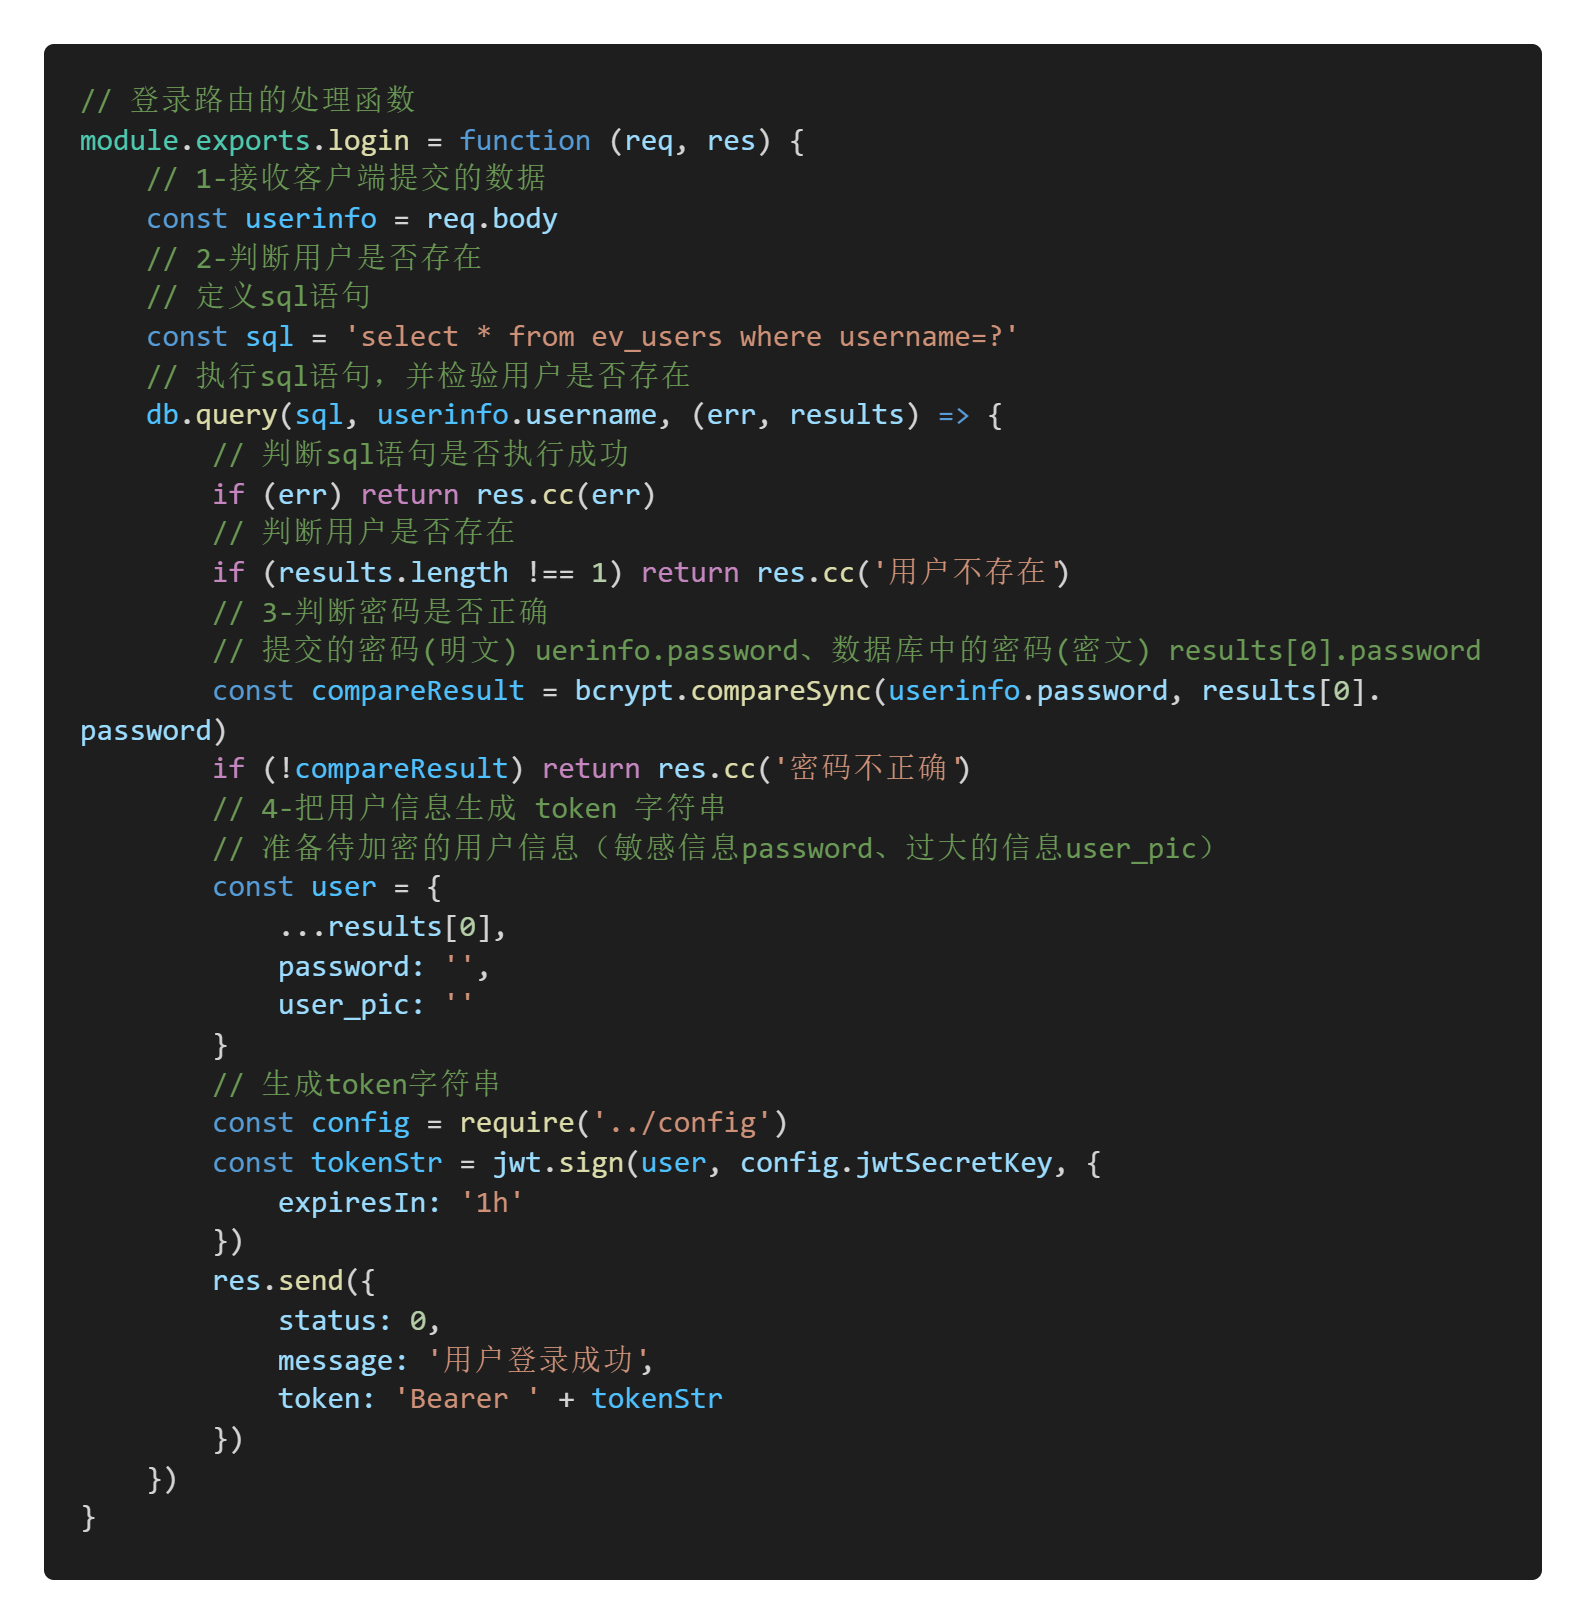 // 登录路由的处理函数
module.exports.login = function (req, res) {
    // 1-接收客户端提交的数据
    const userinfo = req.body
    // 2-判断用户是否存在
    // 定义sql语句
    const sql = 'select * from ev_users where username=?'
    // 执行sql语句，并检验用户是否存在
    db.query(sql, userinfo.username, (err, results) => {
        // 判断sql语句是否执行成功
        if (err) return res.cc(err)
        // 判断用户是否存在
        if (results.length !== 1) return res.cc('用户不存在')
        // 3-判断密码是否正确
        // 提交的密码(明文) uerinfo.password、数据库中的密码(密文) results[0].password
        const compareResult = bcrypt.compareSync(userinfo.password, results[0].
password)
        if (!compareResult) return res.cc('密码不正确')
        // 4-把用户信息生成 token 字符串
        // 准备待加密的用户信息（敏感信息password、过大的信息user_pic）
        const user = {
            ...results[0],
            password: '',
            user_pic: ''
        }
        // 生成token字符串
        const config = require('../config')
        const tokenStr = jwt.sign(user, config.jwtSecretKey, {
            expiresIn: '1h'
        })
        res.send({
            status: 0,
            message: '用户登录成功',
            token: 'Bearer ' + tokenStr
        })
    })
}